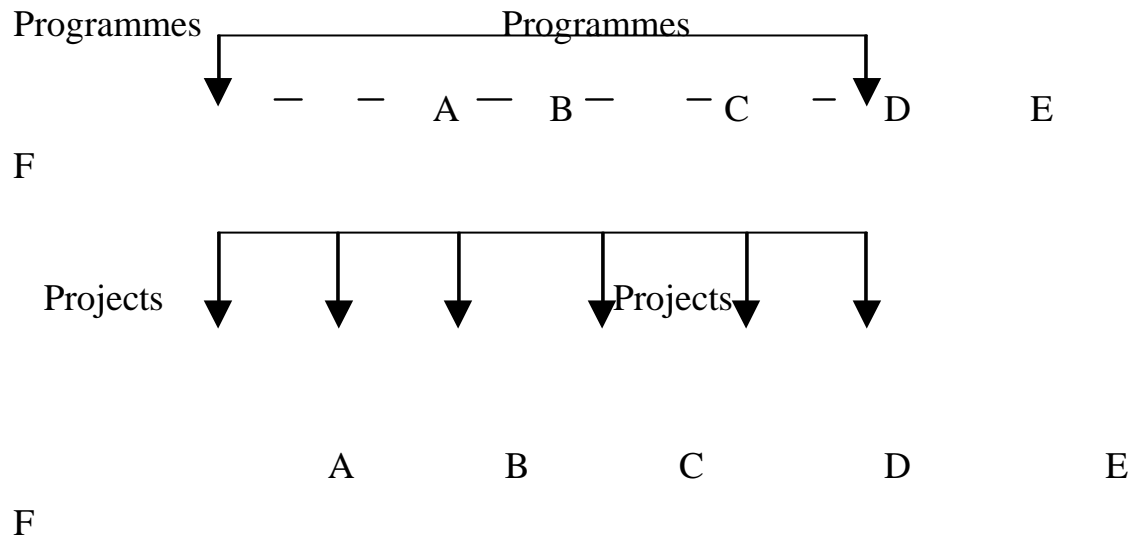 Programmes Programmes
A B C D E
F
Projects Projects
A B C D E
F